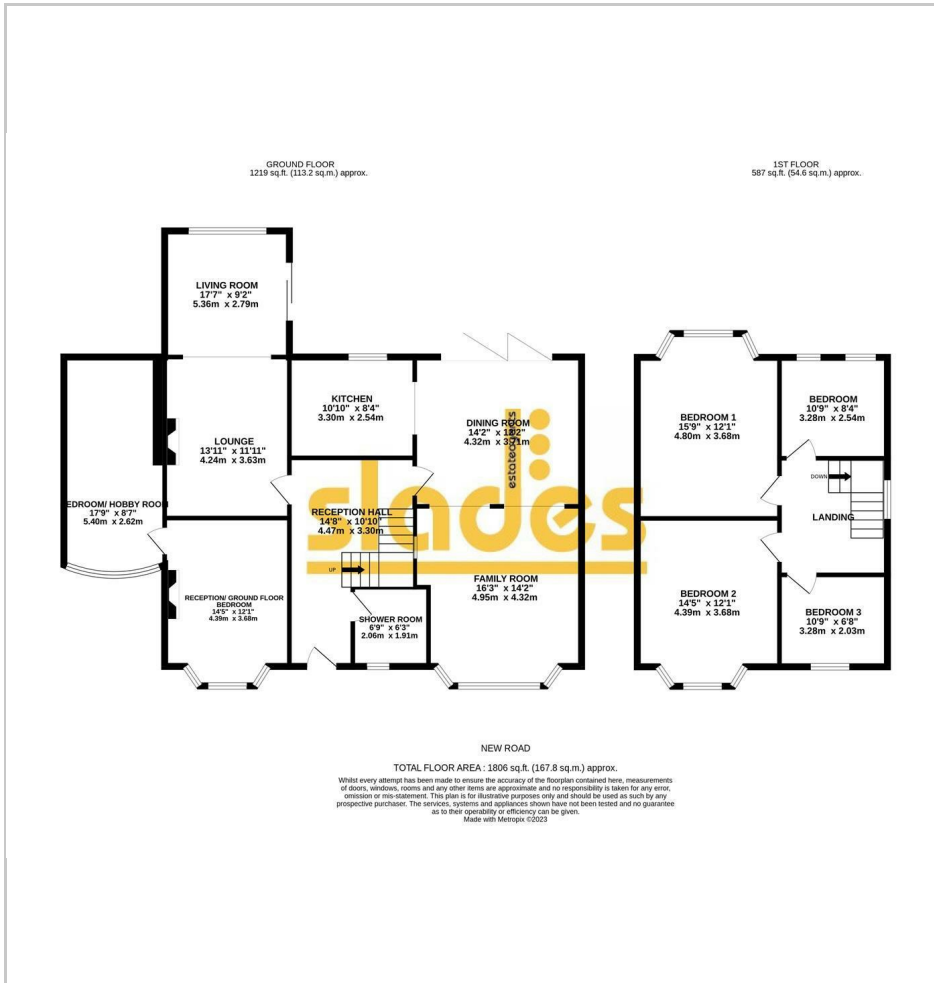 GROUND FLOOR
1219 sq.ft. (113.2 sq.m.) approx.
1ST FLOOR
587 sq.ft. (54.6 sq.m.) approx.
LIVING ROOM
17'7" x 9'2"
5.36m x 2.79m
KITCHEN
10'10" x 8'4"
3.30m x 2.54m
DINING ROOM
14'2" x 12'2"
4.32m x 3.71m
LOUNGE
13'11" x 11'11"
4.24m x 3.63m
BEDROOM/ HOBBY ROOM
17'9" x 8'7"
5.40m x 2.62m
RECEPTION HALL
14'8" x 10'10"
4.47m x 3.30m
UP
FAMILY ROOM
16'3" x 14'2"
4.95m x 4.32m
RECEPTION/ GROUND FLOOR
BEDROOM
14'5" x 12'1"
4.39m x 3.68m
SHOWER ROOM
6'9" x 6'3"
2.06m x 1.91m
slades
estate agents
BEDROOM 1
15'9" x 12'1"
4.80m x 3.68m
BEDROOM
10'9" x 8'4"
3.28m x 2.54m
DOWN
LANDING
BEDROOM 2
14'5" x 12'1"
4.39m x 3.68m
BEDROOM 3
10'9" x 6'8"
3.28m x 2.03m
NEW ROAD
TOTAL FLOOR AREA : 1806 sq.ft. (167.8 sq.m.) approx.
Whilst every attempt has been made to ensure the accuracy of the floorplan contained here, measurements
of doors, windows, rooms and any other items are approximate and no responsibility is taken for any error,
omission or mis-statement. This plan is for illustrative purposes only and should be used as such by any
prospective purchaser. The services, systems and appliances shown have not been tested and no guarantee
as to their operability or efficiency can be given.
Made with Metropix ©2023